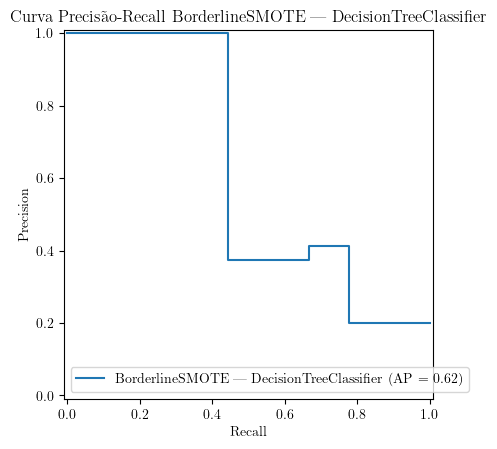 Curva Precisão-Recall BorderlineSMOTE — DecisionTreeClassifier
1.0
0.8
0.6
0.4
0.2
0.0
Precision
BorderlineSMOTE — DecisionTreeClassifier (AP = 0.62)
0.0 0.2 0.4 0.6 0.8 1.0
Recall